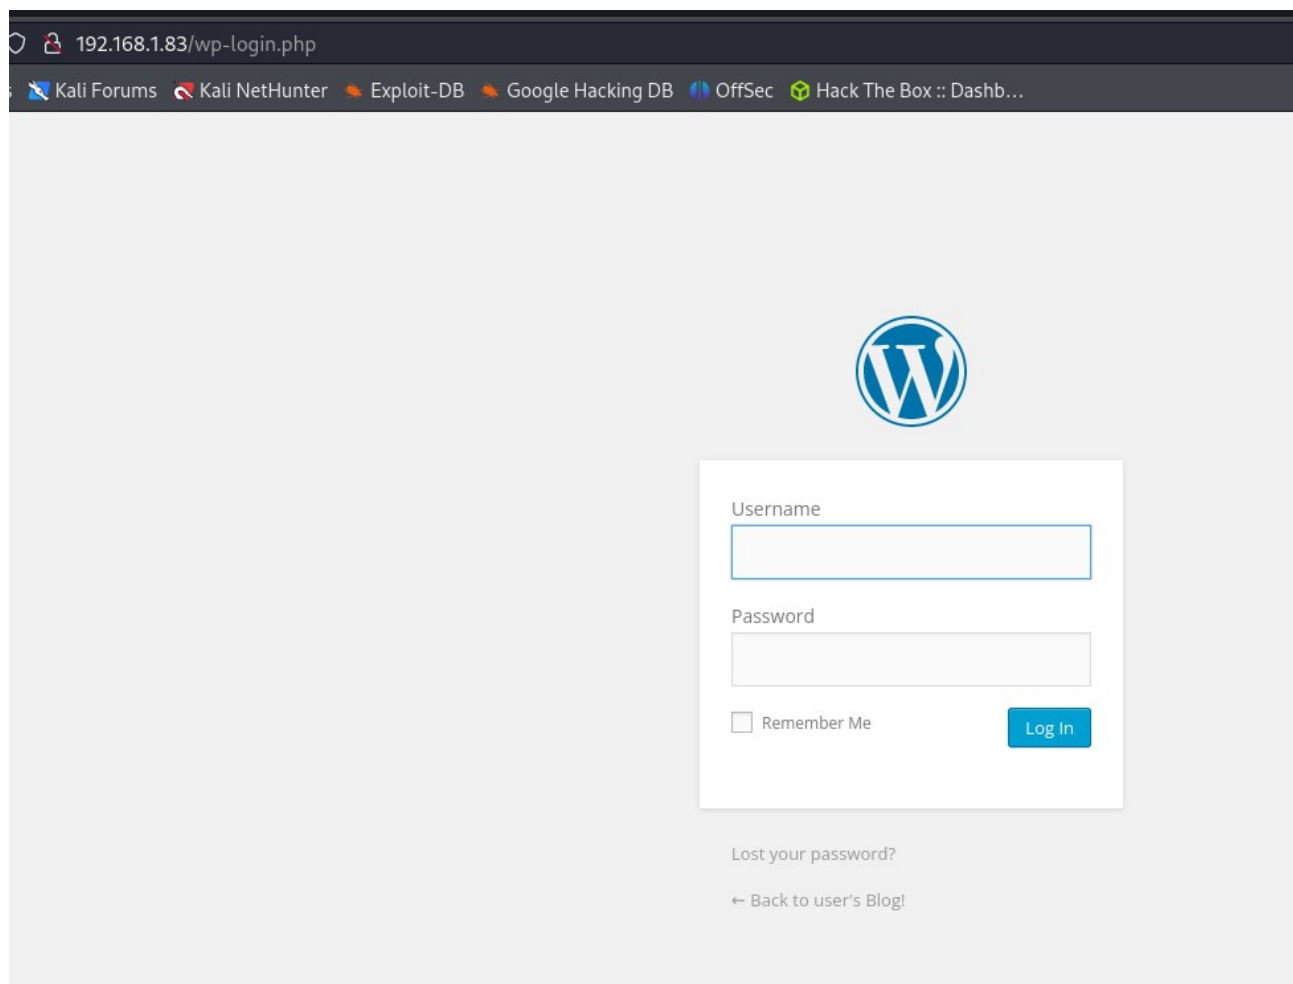 192.168.1.83/wp-login.php
Kali Forums Kali NetHunter Exploit-DB Google Hacking DB OffSec Hack The Box :: Dashb...
Username
Password
Remember Me
Log In
Lost your password?
← Back to user's Blog!